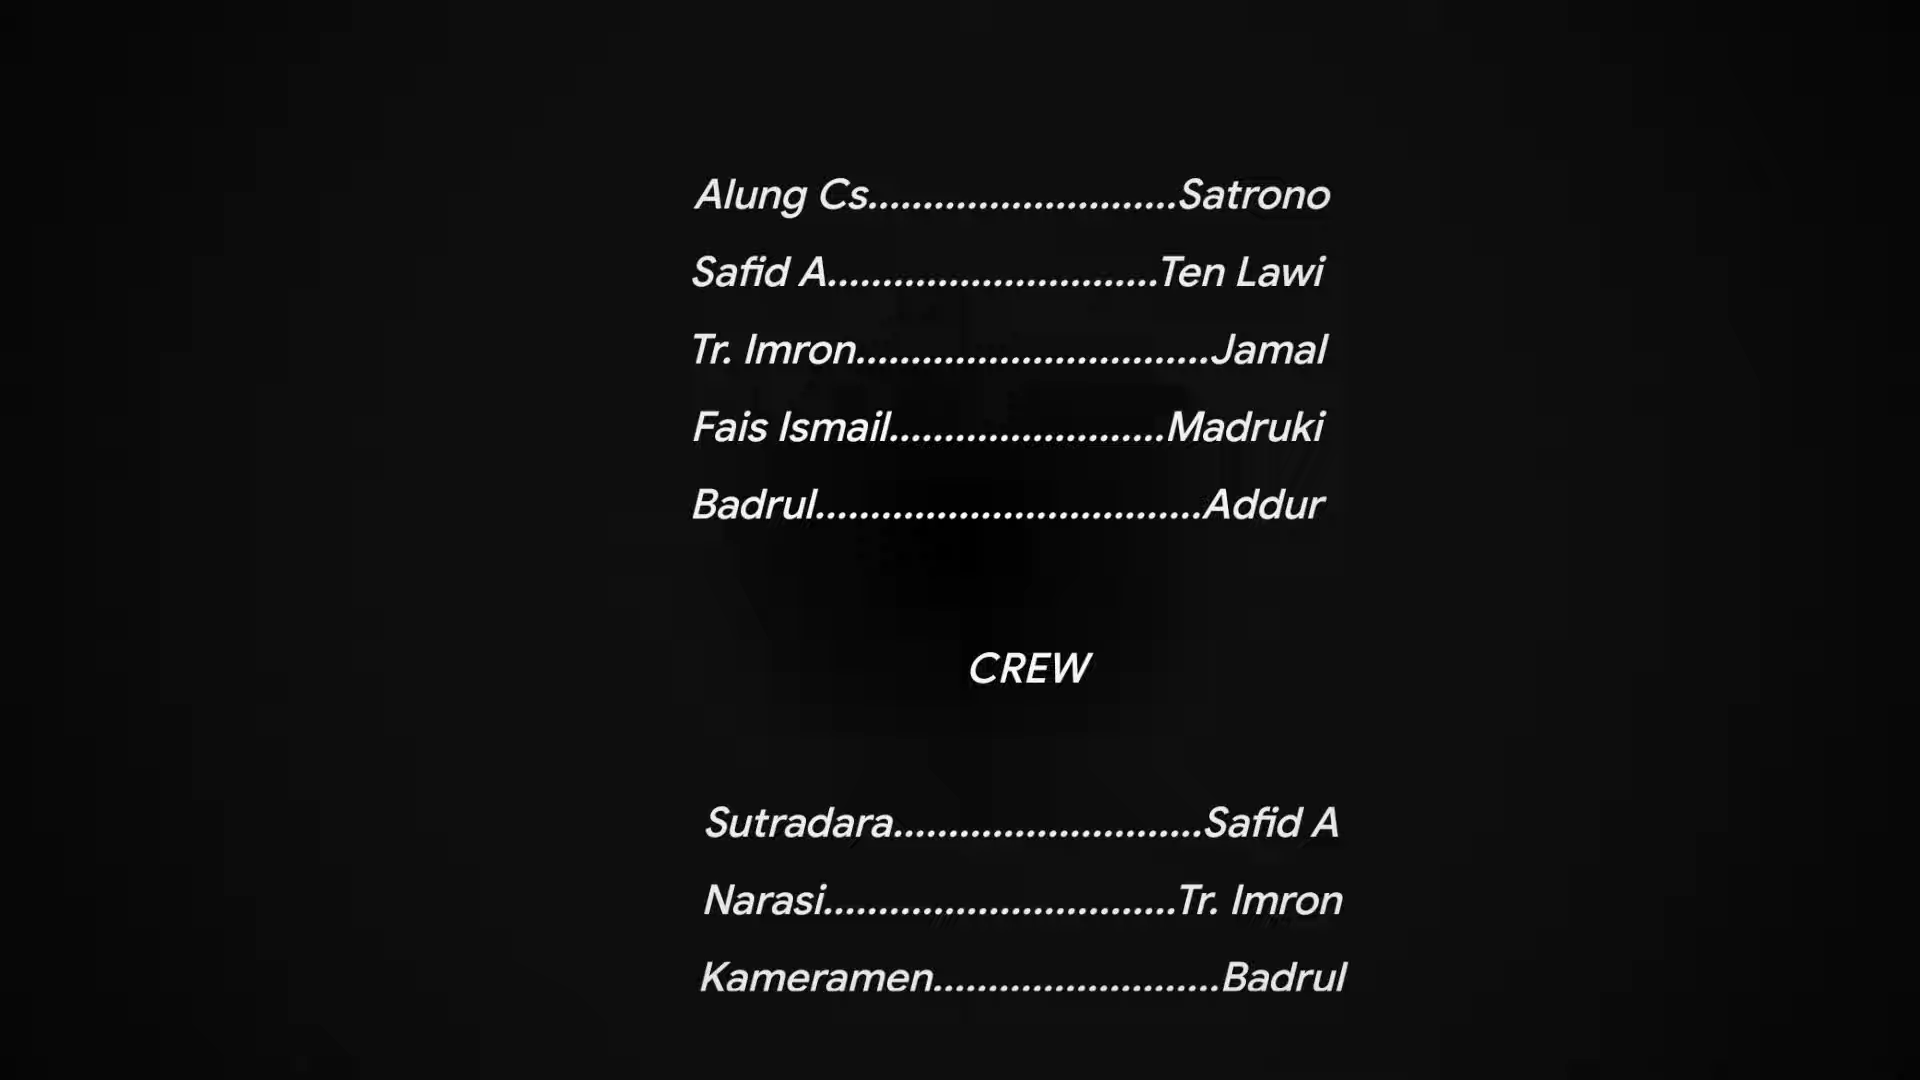 Alung Cs............................Satrono
Safid A..............................Ten Lawi
Tr. Imron................................Jamal
Fais Ismail.........................Madruki
Badrul...................................Addur
CREW
Sutradara............................Safid A
Narasi................................Tr. Imron
Kameramen..........................Badrul